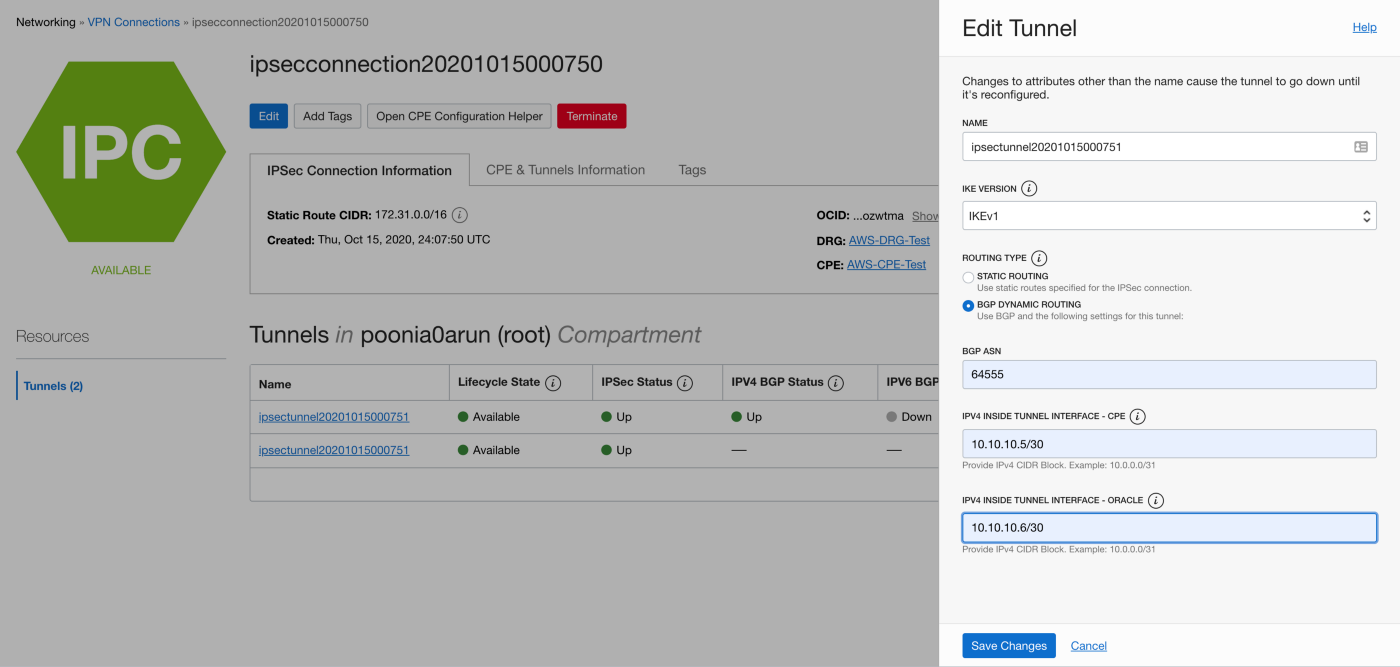 Networking » VPN Connections » ipsecconnection20201015000750
IPC
AVAILABLE
Resources
Tunnels (2)
ipsecconnection20201015000750
Edit Add Tags Open CPE Configuration Helper Terminate
IPSec Connection Information CPE & Tunnels Information Tags
Static Route CIDR: 172.31.0.0/16 i
Created: Thu, Oct 15, 2020, 24:07:50 UTC
OCID: ...ozwtma Show
DRG: AWS-DRG-Test
CPE: AWS-CPE-Test
Tunnels in poonia0arun (root) Compartment
Name Lifecycle State i IPSec Status i IPV4 BGP Status i IPV6 BGP
ipsectunnel20201015000751 Available Up Up Down
ipsectunnel20201015000751 Available Up — —
Edit Tunnel Help
Changes to attributes other than the name cause the tunnel to go down until
it's reconfigured.
NAME
ipsectunnel20201015000751
IKE VERSION i
IKEv1
ROUTING TYPE i
STATIC ROUTING
Use static routes specified for the IPSec connection.
BGP DYNAMIC ROUTING
Use BGP and the following settings for this tunnel:
BGP ASN
64555
IPV4 INSIDE TUNNEL INTERFACE - CPE i
10.10.10.5/30
Provide IPv4 CIDR Block. Example: 10.0.0.0/31
IPV4 INSIDE TUNNEL INTERFACE - ORACLE i
10.10.10.6/30
Provide IPv4 CIDR Block. Example: 10.0.0.0/31
Save Changes Cancel